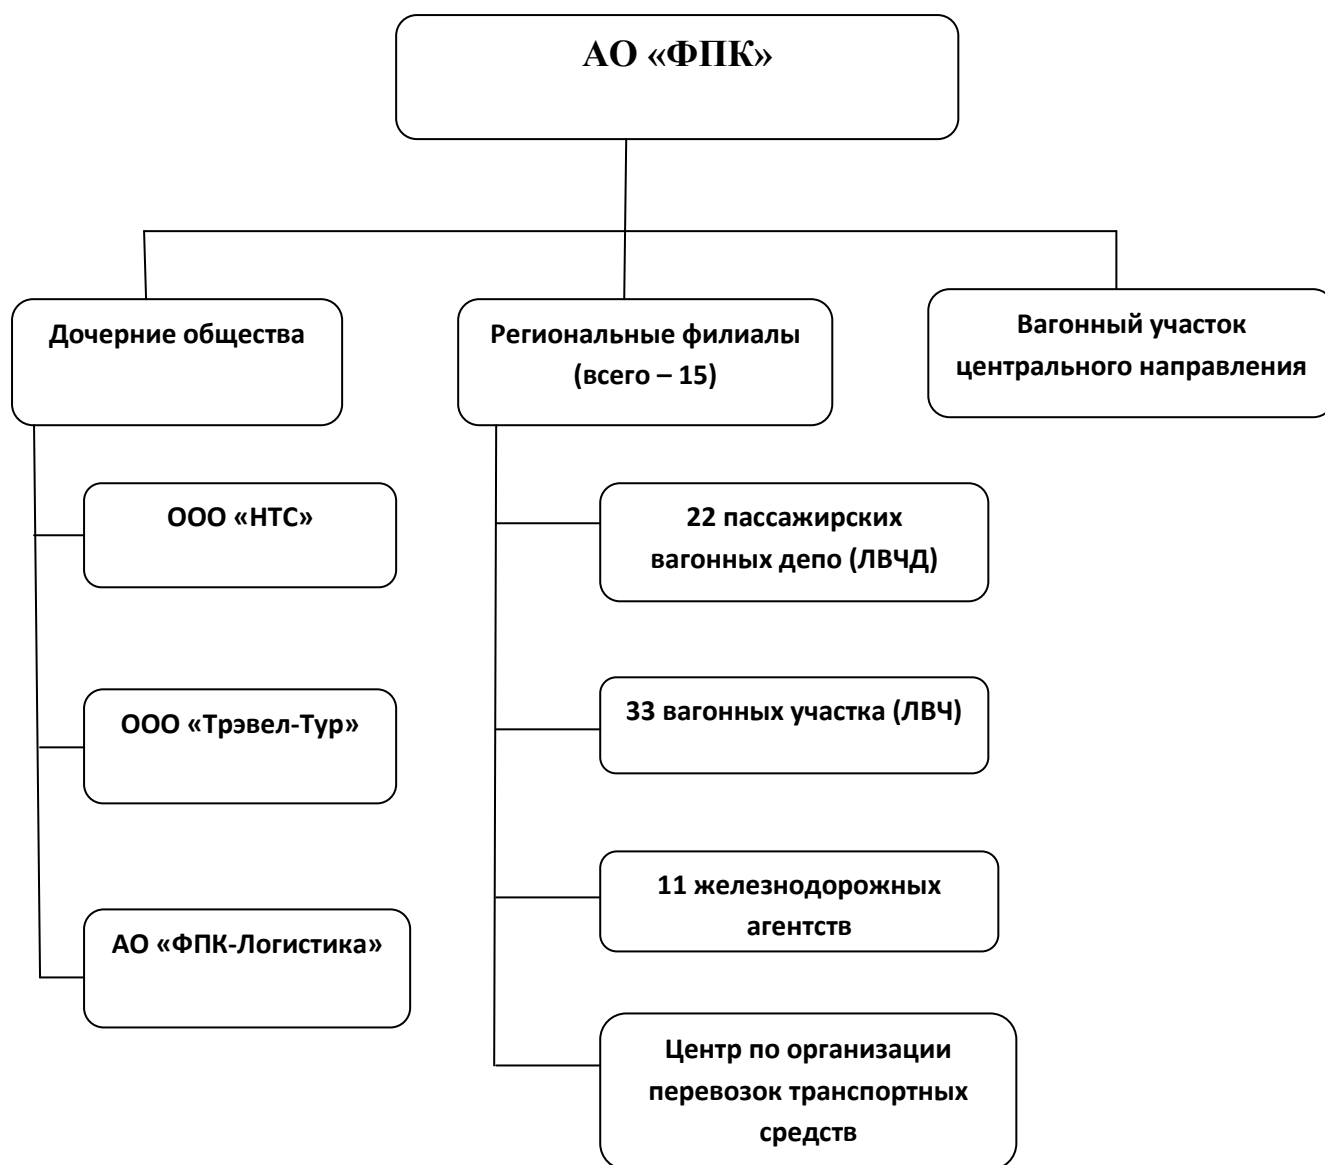 АО «ФПК»
Дочерние общества
Региональные филиалы
(всего – 15)
Вагонный участок
центрального направления
ООО «НТС»
ООО «Трэвел-Тур»
АО «ФПК-Логистика»
22 пассажирских
вагонных депо (ЛВЧД)
33 вагонных участка (ЛВЧ)
11 железнодорожных
агентств
Центр по организации
перевозок транспортных
средств